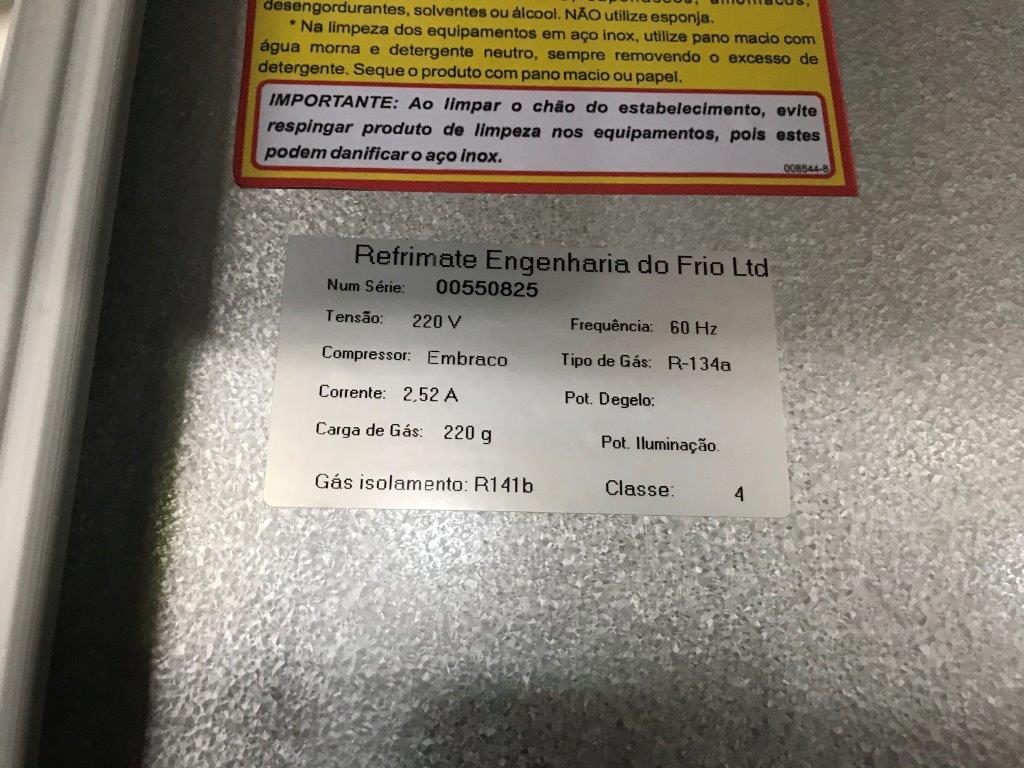 desengordurantes, solventes ou álcool. NÃO utilize esponja.
* Na limpeza dos equipamentos em aço inox, utilize pano macio com
água morna e detergente neutro, sempre removendo o excesso de
detergente. Seque o produto com pano macio ou papel.
IMPORTANTE: Ao limpar o chão do estabelecimento, evite
respingar produto de limpeza nos equipamentos, pois estes
podem danificar o aço inox.
008544-8
Refrimate Engenharia do Frio Ltd
Num Série: 00550825
Tensão: 220 V Frequência: 60 Hz
Compressor: Embraco Tipo de Gás: R-134a
Corrente: 2,52 A Pot. Degelo:
Carga de Gás: 220 g Pot. Iluminação.
Gás isolamento: R141b Classe: 4